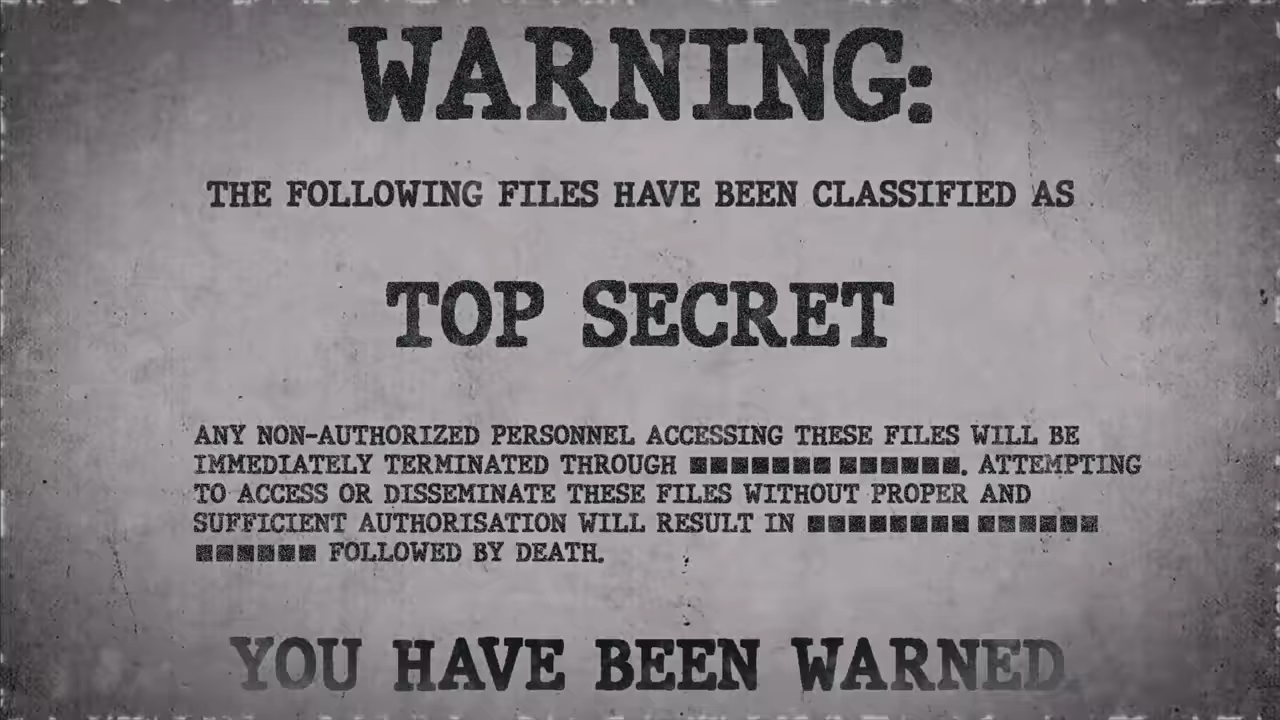 WARNING:
THE FOLLOWING FILES HAVE BEEN CLASSIFIED AS
TOP SECRET
ANY NON-AUTHORIZED PERSONNEL ACCESSING THESE FILES WILL BE
IMMEDIATELY TERMINATED THROUGH ■■■■■■■ ■■■■■■. ATTEMPTING
TO ACCESS OR DISSEMINATE THESE FILES WITHOUT PROPER AND
SUFFICIENT AUTHORISATION WILL RESULT IN ■■■■■■■■ ■■■■■■
■■■■■■ FOLLOWED BY DEATH.
YOU HAVE BEEN WARNED.